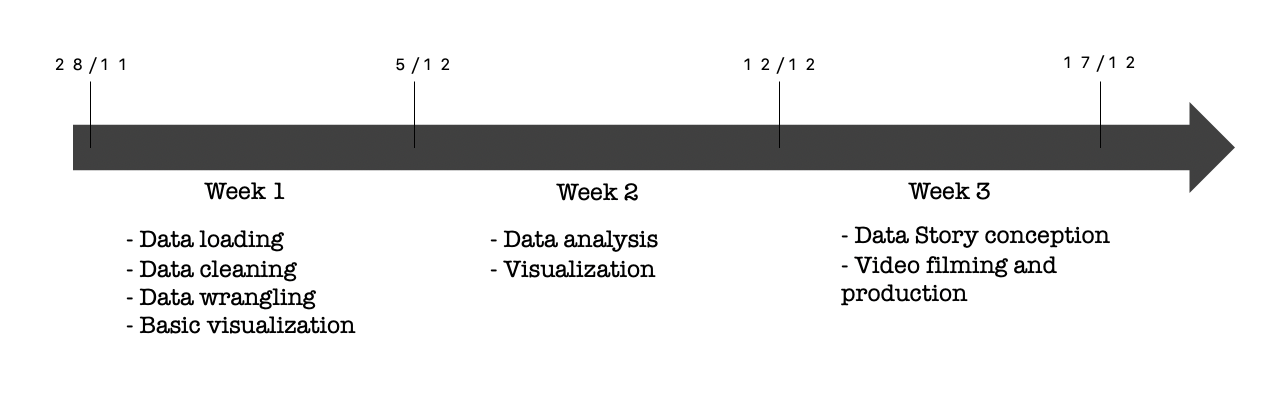 28/11
5/12
12/12
17/12
Week 1
Week 2
Week 3
- Data loading
- Data cleaning
- Data wrangling
- Basic visualization
- Data analysis
- Visualization
- Data Story conception
- Video filming and
production